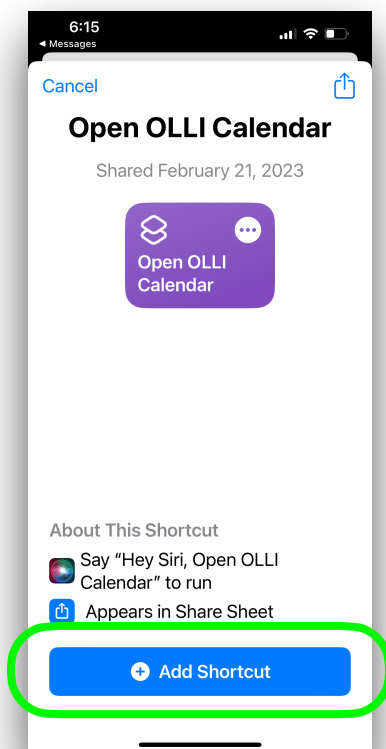 6:15
◀ Messages
Cancel
Open OLLI Calendar
Shared February 21, 2023
Open OLLI
Calendar
About This Shortcut
Say “Hey Siri, Open OLLI
Calendar” to run
Appears in Share Sheet
Add Shortcut